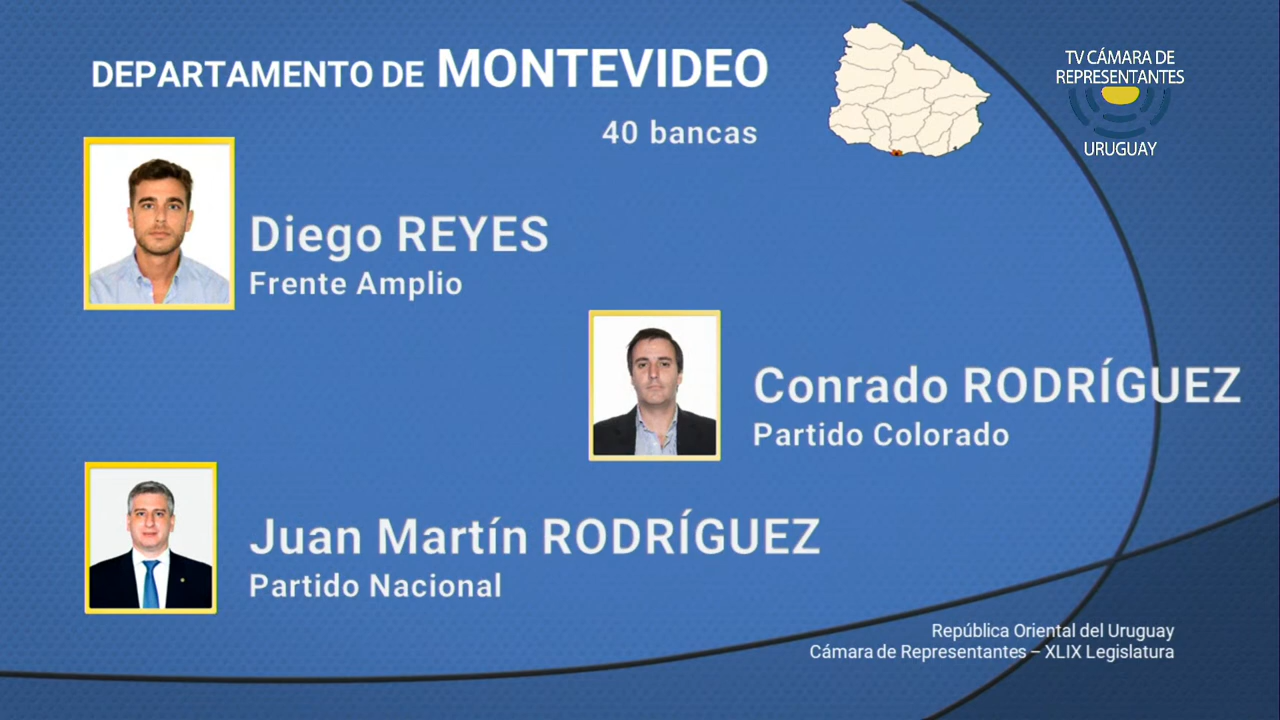 DEPARTAMENTO DE MONTEVIDEO
40 bancas
TV CÁMARA DE
REPRESENTANTES
URUGUAY
Diego REYES
Frente Amplio
Conrado RODRÍGUEZ
Partido Colorado
Juan Martín RODRÍGUEZ
Partido Nacional
República Oriental del Uruguay
Cámara de Representantes – XLIX Legislatura